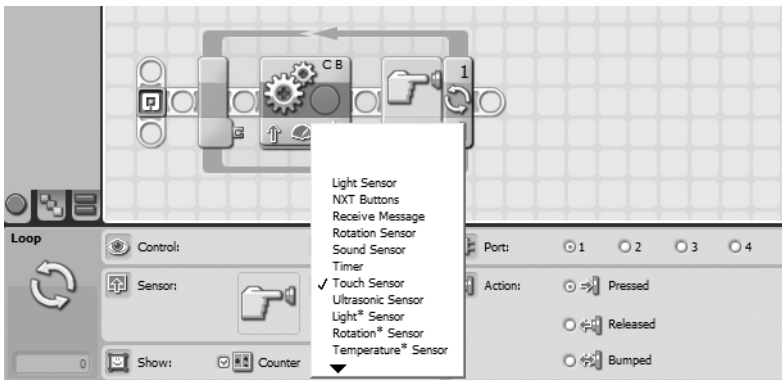 C B
1
Light Sensor
NXT Buttons
Receive Message
Rotation Sensor
Sound Sensor
Timer
Touch Sensor
Ultrasonic Sensor
Light* Sensor
Rotation* Sensor
Temperature* Sensor
Loop
0
Control:
Sensor:
Show:
Counter
Port:
1 2 3 4
Action:
Pressed
Released
Bumped